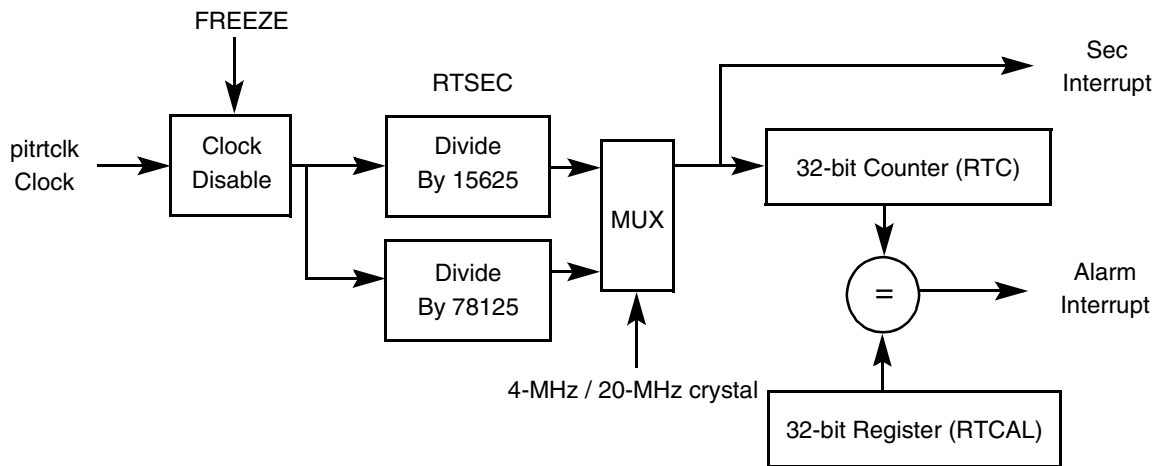 FREEZE
Sec
Interrupt
RTSEC
pitrtclk
Clock
Clock
Disable
Divide
By 15625
MUX
32-bit Counter (RTC)
Divide
By 78125
=
Alarm
Interrupt
4-MHz / 20-MHz crystal
32-bit Register (RTCAL)